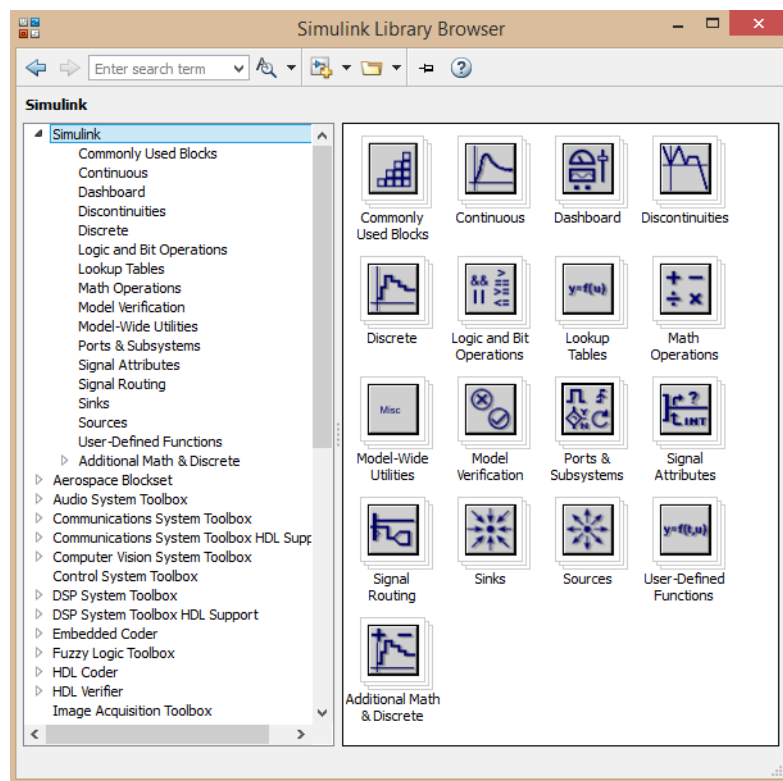 Simulink Library Browser
Enter search term
Simulink
Simulink
Commonly Used Blocks
Continuous
Dashboard
Discontinuities
Discrete
Logic and Bit Operations
Lookup Tables
Math Operations
Model Verification
Model-Wide Utilities
Ports & Subsystems
Signal Attributes
Signal Routing
Sinks
Sources
User-Defined Functions
Additional Math & Discrete
Aerospace Blockset
Audio System Toolbox
Communications System Toolbox
Communications System Toolbox HDL Supp
Computer Vision System Toolbox
Control System Toolbox
DSP System Toolbox
DSP System Toolbox HDL Support
Embedded Coder
Fuzzy Logic Toolbox
HDL Coder
HDL Verifier
Image Acquisition Toolbox
Commonly
Used Blocks
Continuous
Dashboard
Discontinuities
Discrete
&& >
|| ==
>=
<=
Logic and Bit
Operations
y=f(u)
Lookup
Tables
+ −
÷ ×
Math
Operations
Misc
Model-Wide
Utilities
Model
Verification
Y
N
Ports &
Subsystems
?
INT
Signal
Attributes
Signal
Routing
Sinks
Sources
y=f(t,u)
User-Defined
Functions
+ −
Additional Math
& Discrete